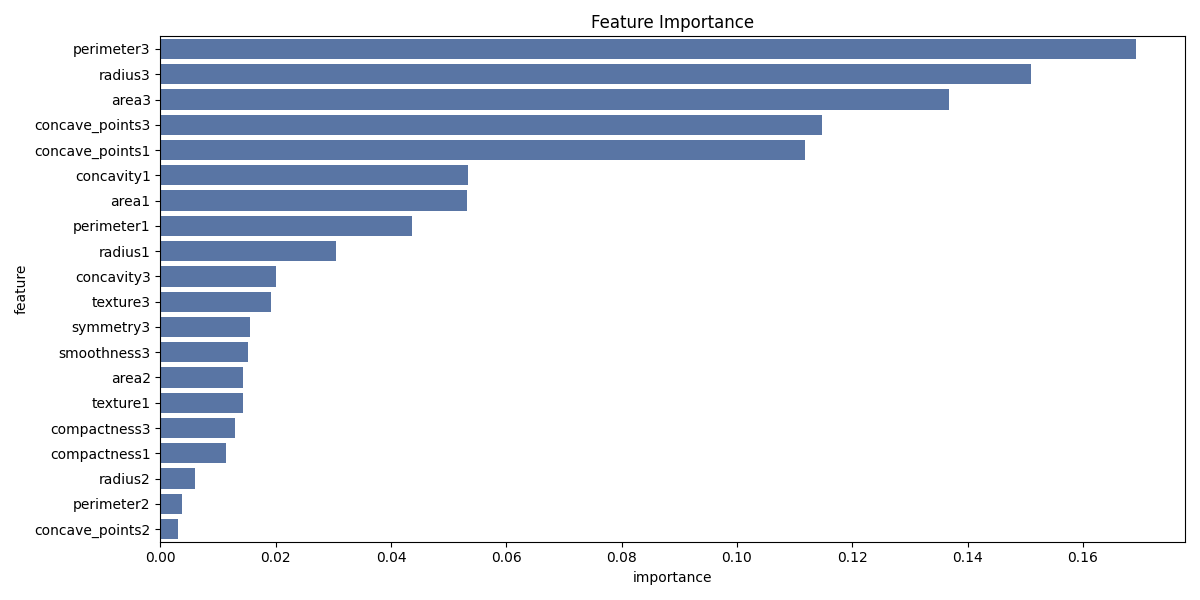 Feature Importance
perimeter3
radius3
area3
concave_points3
concave_points1
concavity1
area1
perimeter1
radius1
concavity3
texture3
symmetry3
smoothness3
area2
texture1
compactness3
compactness1
radius2
perimeter2
concave_points2
feature
0.00 0.02 0.04 0.06 0.08 0.10 0.12 0.14 0.16
importance